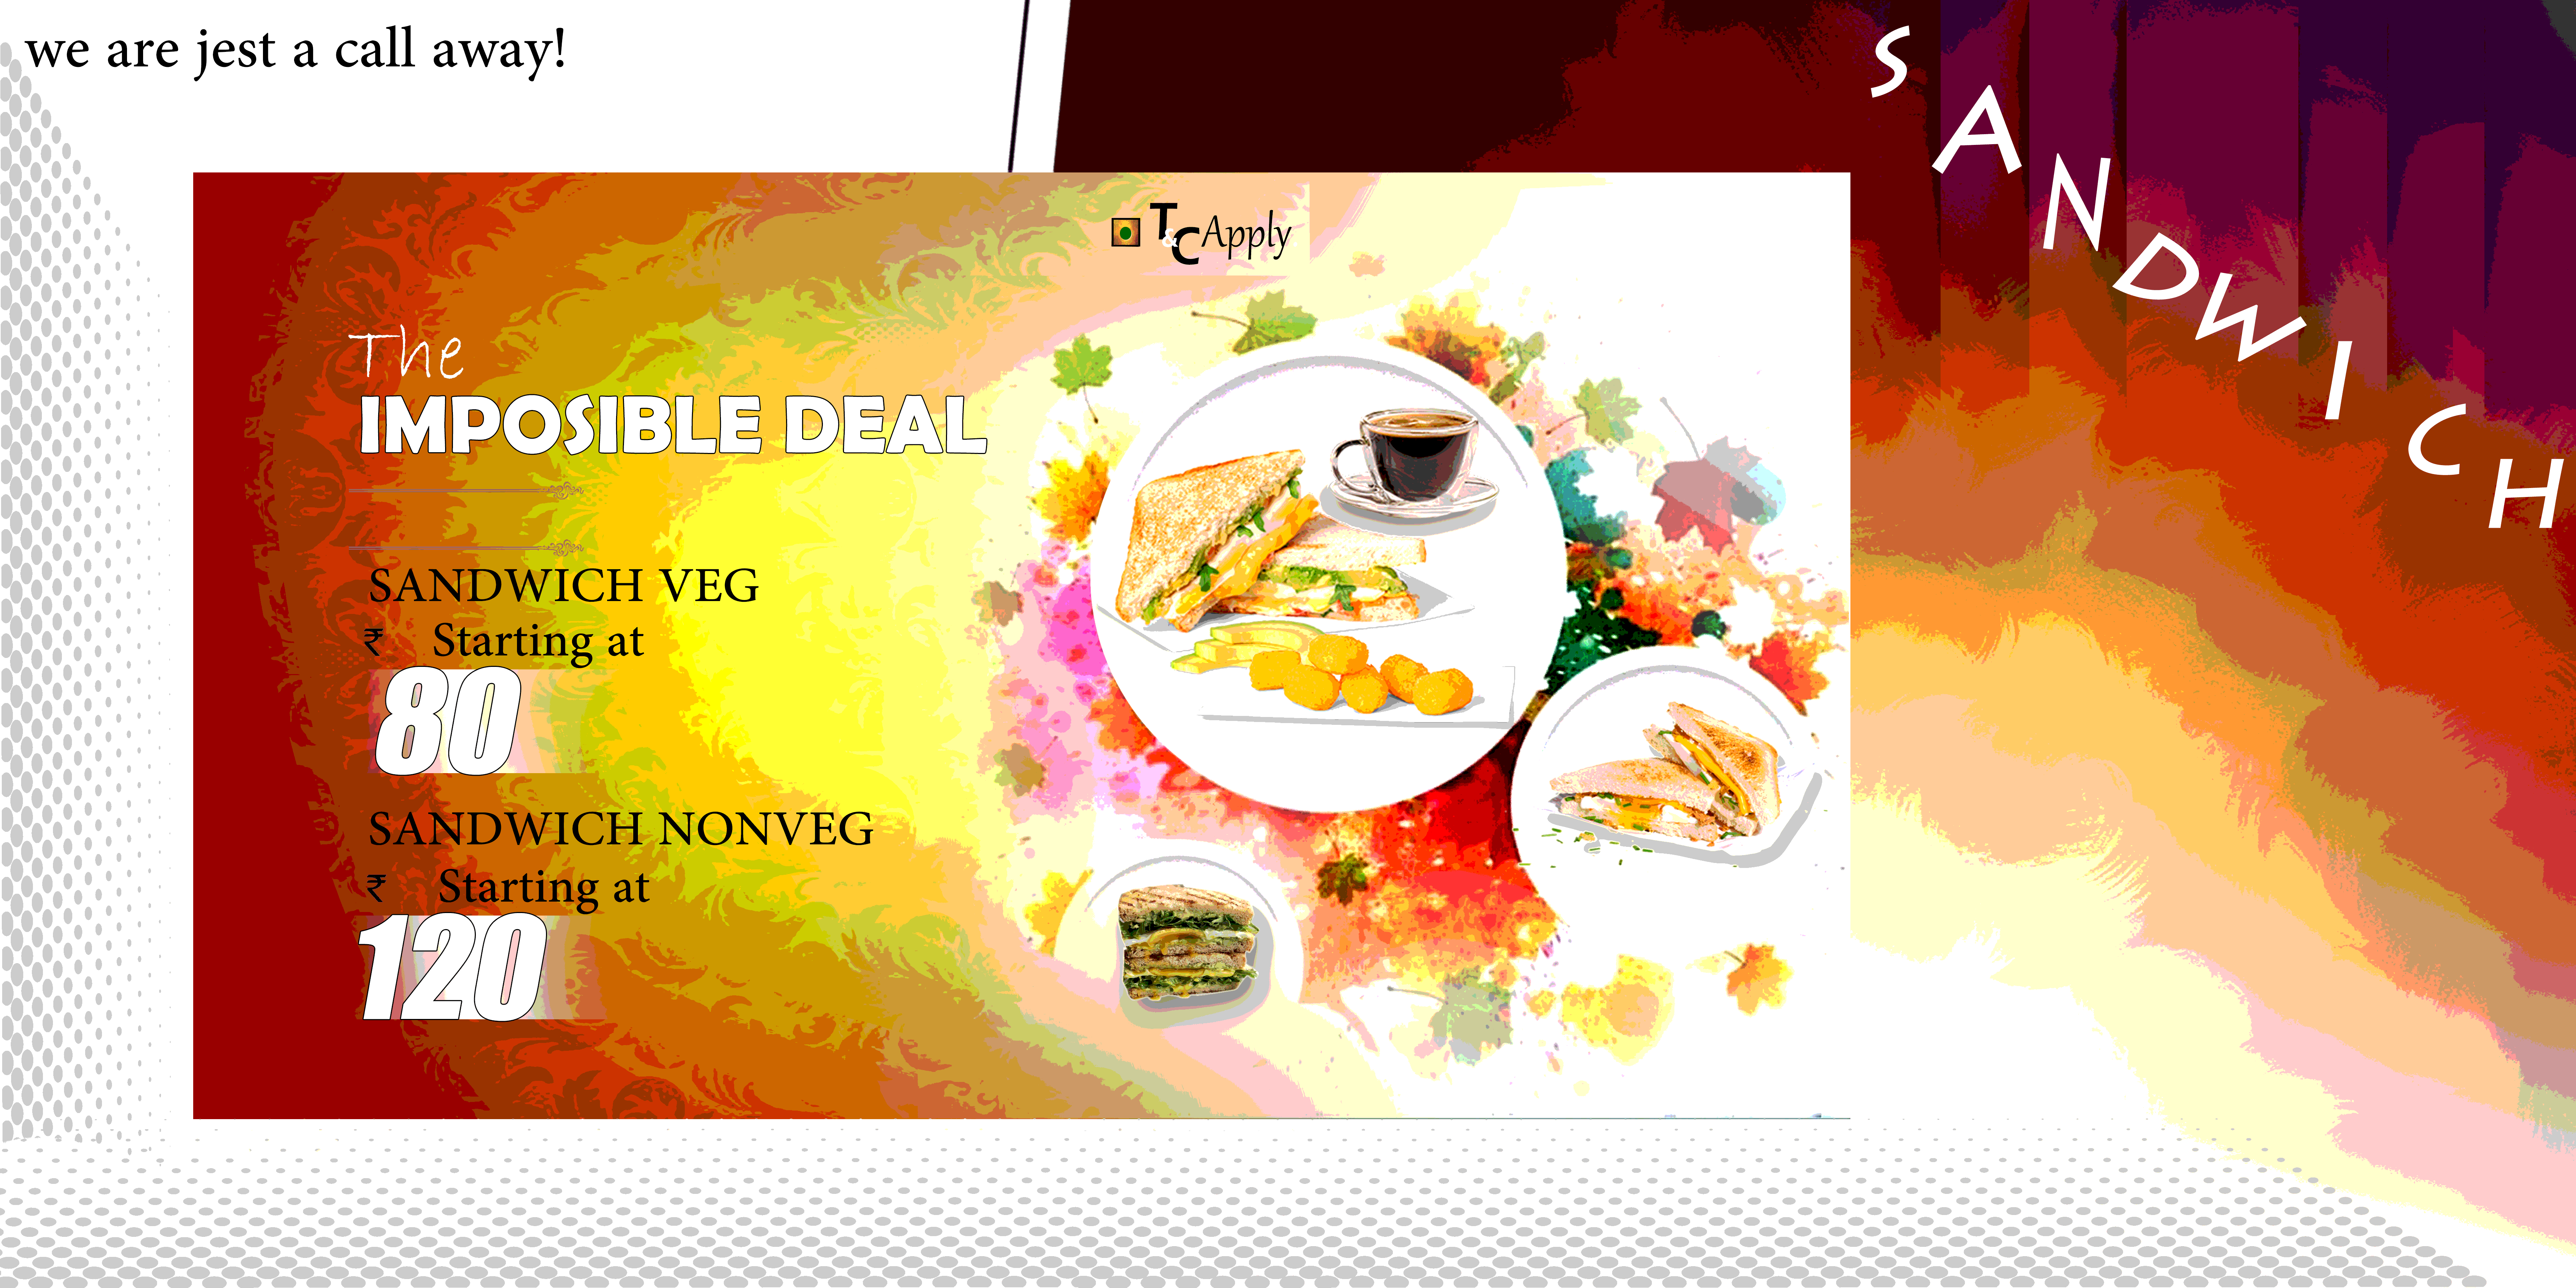 we are jest a call away!
SANDWICH
T&C Apply
The
IMPOSIBLE DEAL
SANDWICH VEG
₹ Starting at
80
SANDWICH NONVEG
₹ Starting at
120